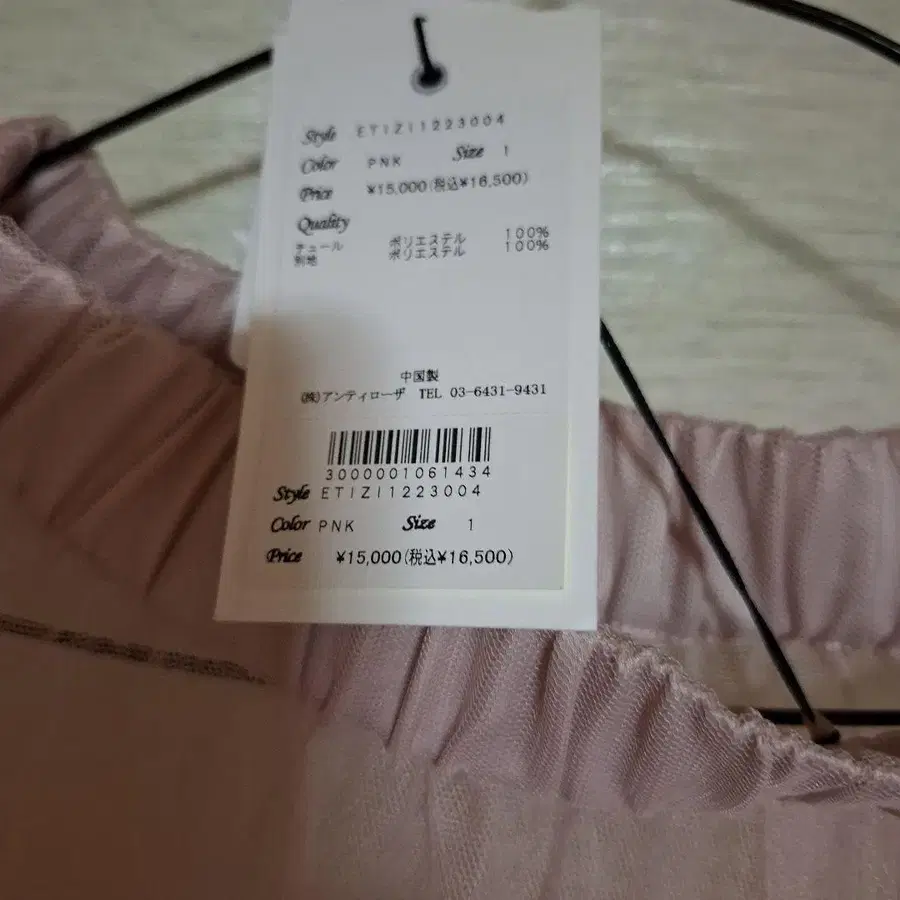 Style ETIZI1223004
Color PNK Size 1
Price ¥15,000(税込¥16,500)
Quality
チュール ポリエステル 100%
別地 ポリエステル 100%
中国製
(株)アンティローザ TEL 03-6431-9431
3000001061434
Style ETIZI1223004
Color PNK Size 1
Price ¥15,000(税込¥16,500)